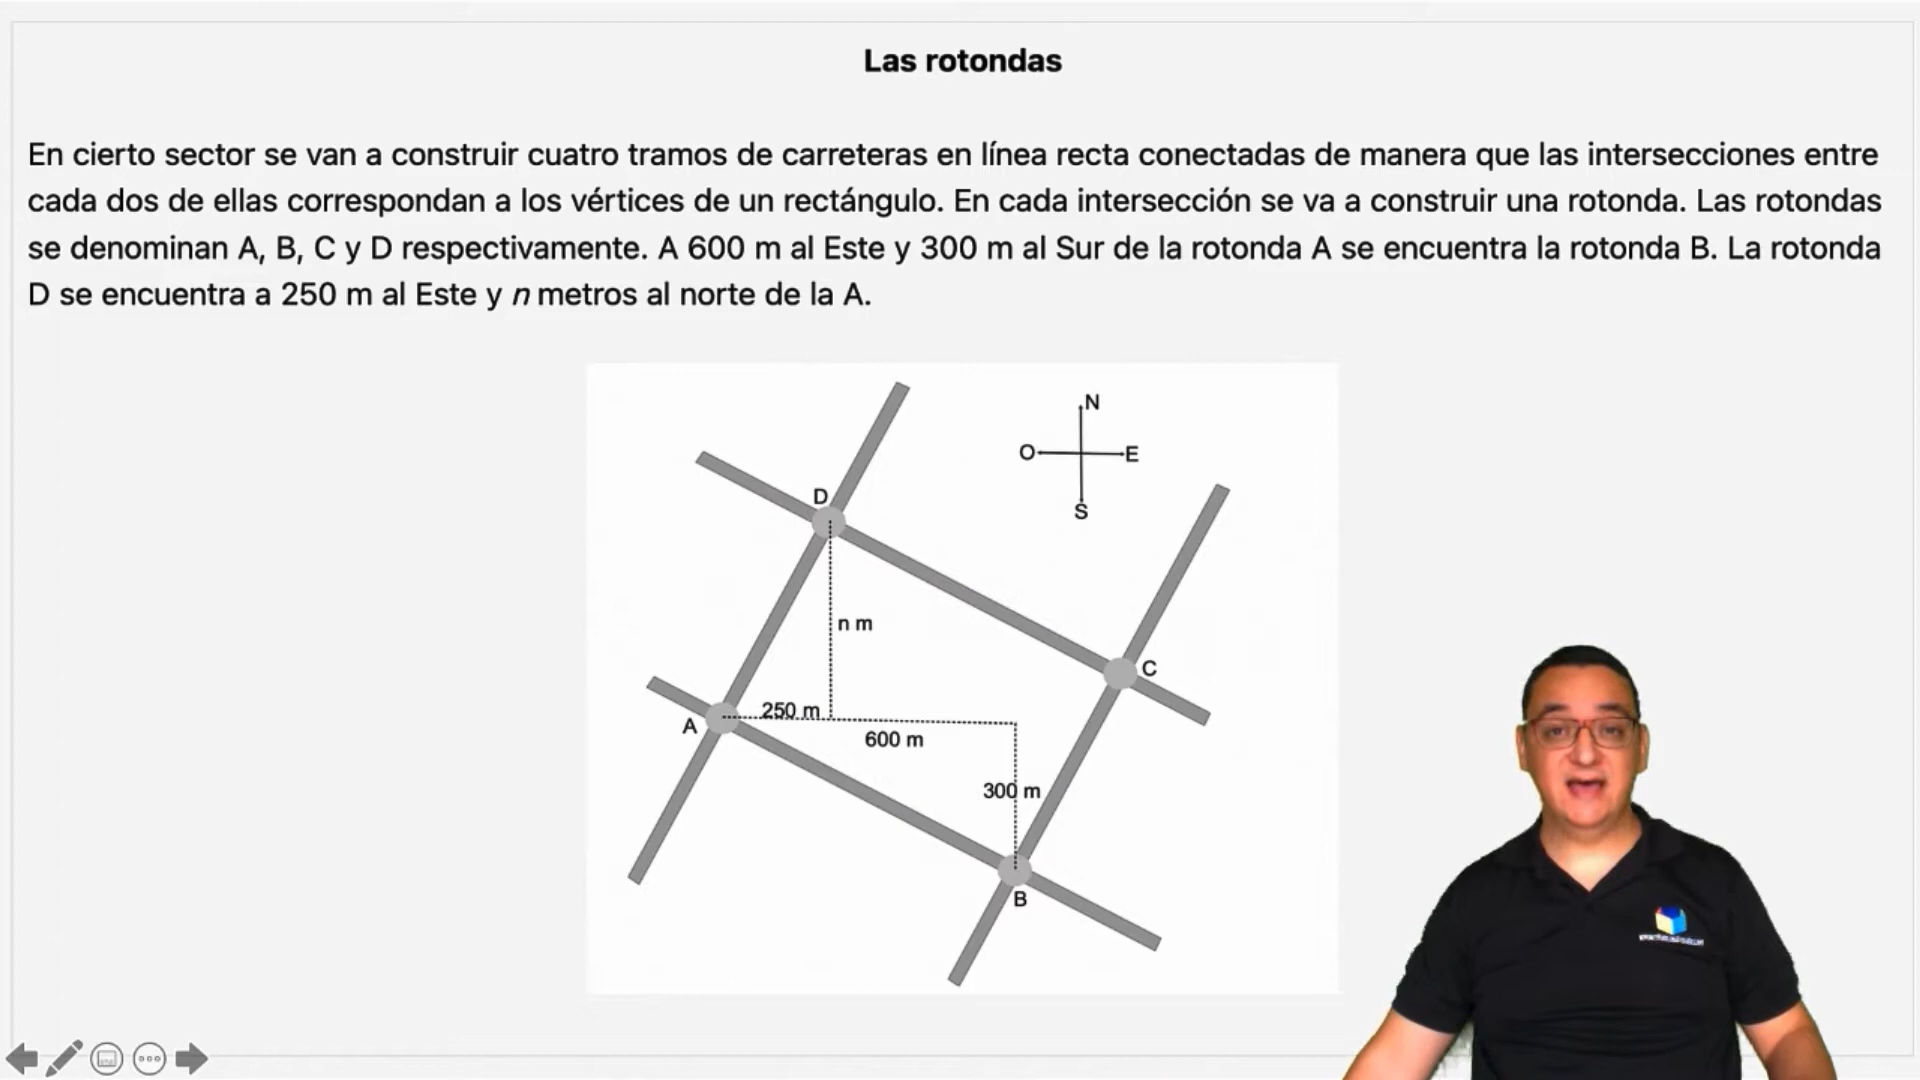 Las rotondas
En cierto sector se van a construir cuatro tramos de carreteras en línea recta conectadas de manera que las intersecciones entre
cada dos de ellas correspondan a los vértices de un rectángulo. En cada intersección se va a construir una rotonda. Las rotondas
se denominan A, B, C y D respectivamente. A 600 m al Este y 300 m al Sur de la rotonda A se encuentra la rotonda B. La rotonda
D se encuentra a 250 m al Este y n metros al norte de la A.
N
O
E
S
D
n m
C
250 m
A
600 m
300 m
B